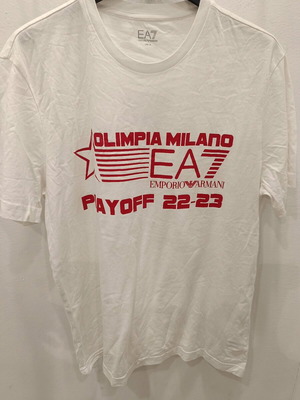 EA7
OLIMPIA MILANO
EA7
EMPORIO ARMANI
PLAYOFF 22-23